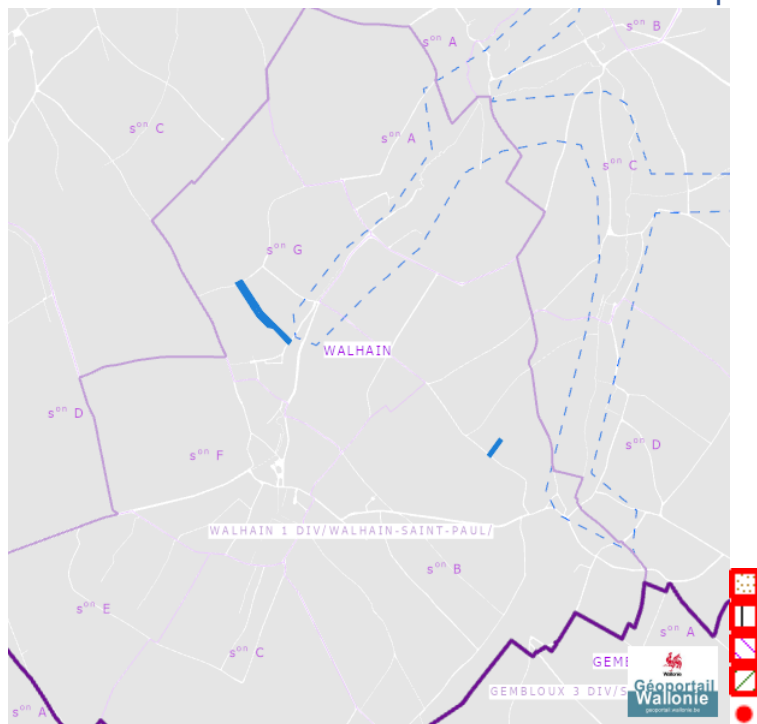 sᵒⁿ B
sᵒⁿ A
sᵒⁿ C
sᵒⁿ A
sᵒⁿ C
sᵒⁿ G
WALHAIN
sᵒⁿ D
sᵒⁿ F
sᵒⁿ D
WALHAIN 1 DIV/WALHAIN-SAINT-PAUL/
sᵒⁿ B
sᵒⁿ E
sᵒⁿ A
sᵒⁿ C
GEMB
Wallonie
Géoportail
Wallonie
geoportail.wallonie.be
GEMBLOUX 3 DIV/S
sᵒⁿ A